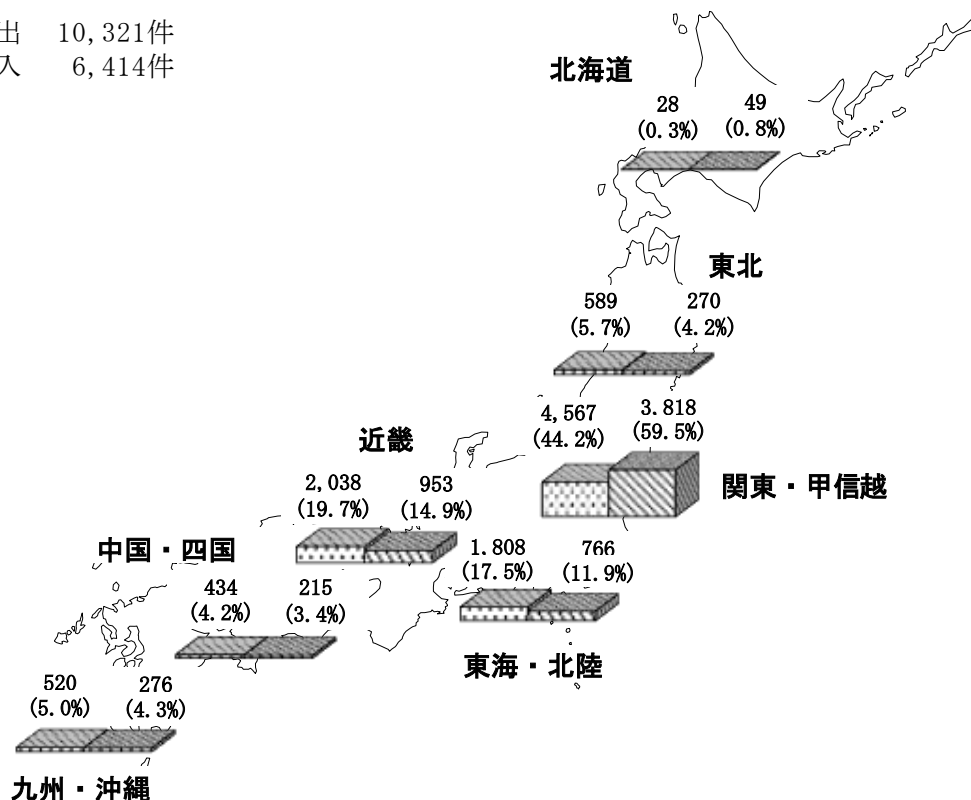 出 10,321件
入 6,414件
北海道
28 49
(0.3%) (0.8%)
東北
589 270
(5.7%) (4.2%)
4,567 3.818
(44.2%) (59.5%)
関東・甲信越
近畿
2,038 953
(19.7%) (14.9%)
1.808 766
(17.5%) (11.9%)
東海・北陸
中国・四国
434 215
(4.2%) (3.4%)
520 276
(5.0%) (4.3%)
九州・沖縄